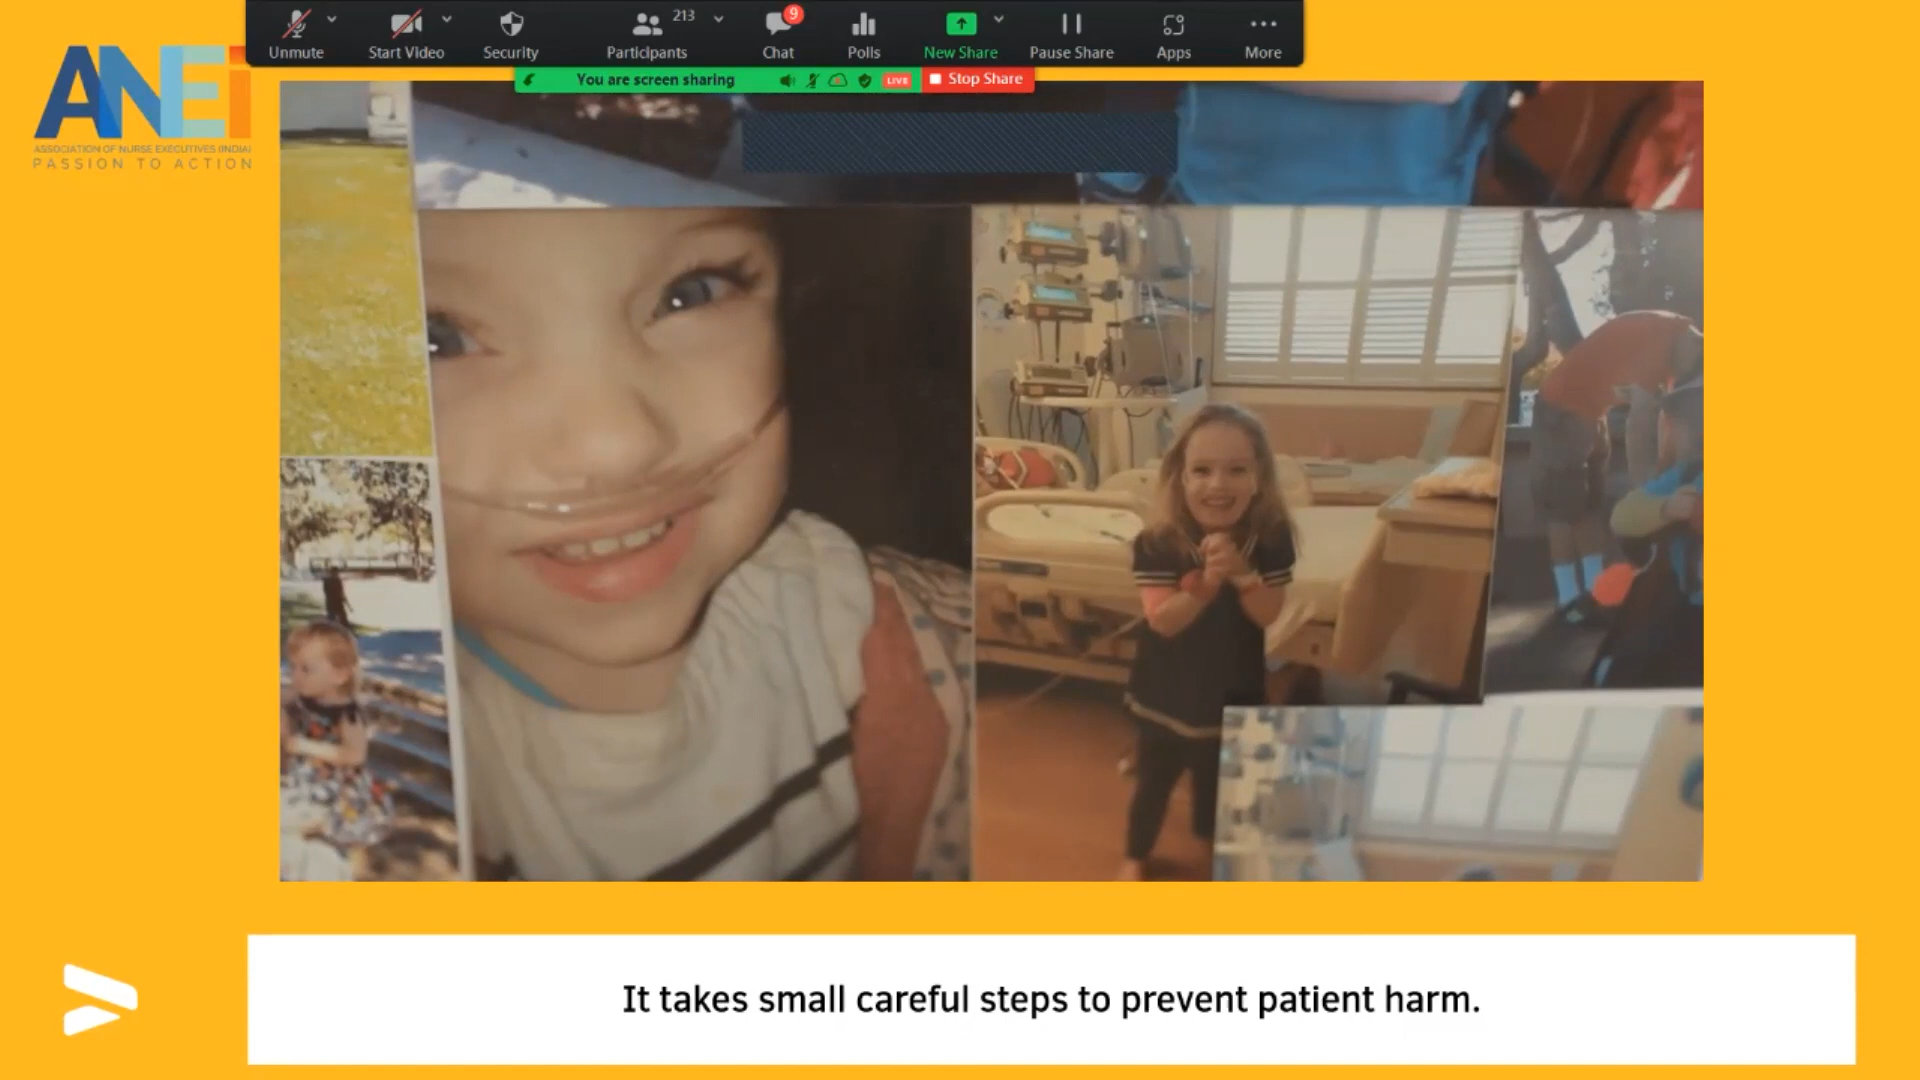 Unmute
Start Video
Security
213
Participants
9
Chat
Polls
New Share
Pause Share
Apps
More
You are screen sharing
LIVE
Stop Share
ANEi
ASSOCIATION OF NURSE EXECUTIVES (INDIA)
PASSION TO ACTION
It takes small careful steps to prevent patient harm.